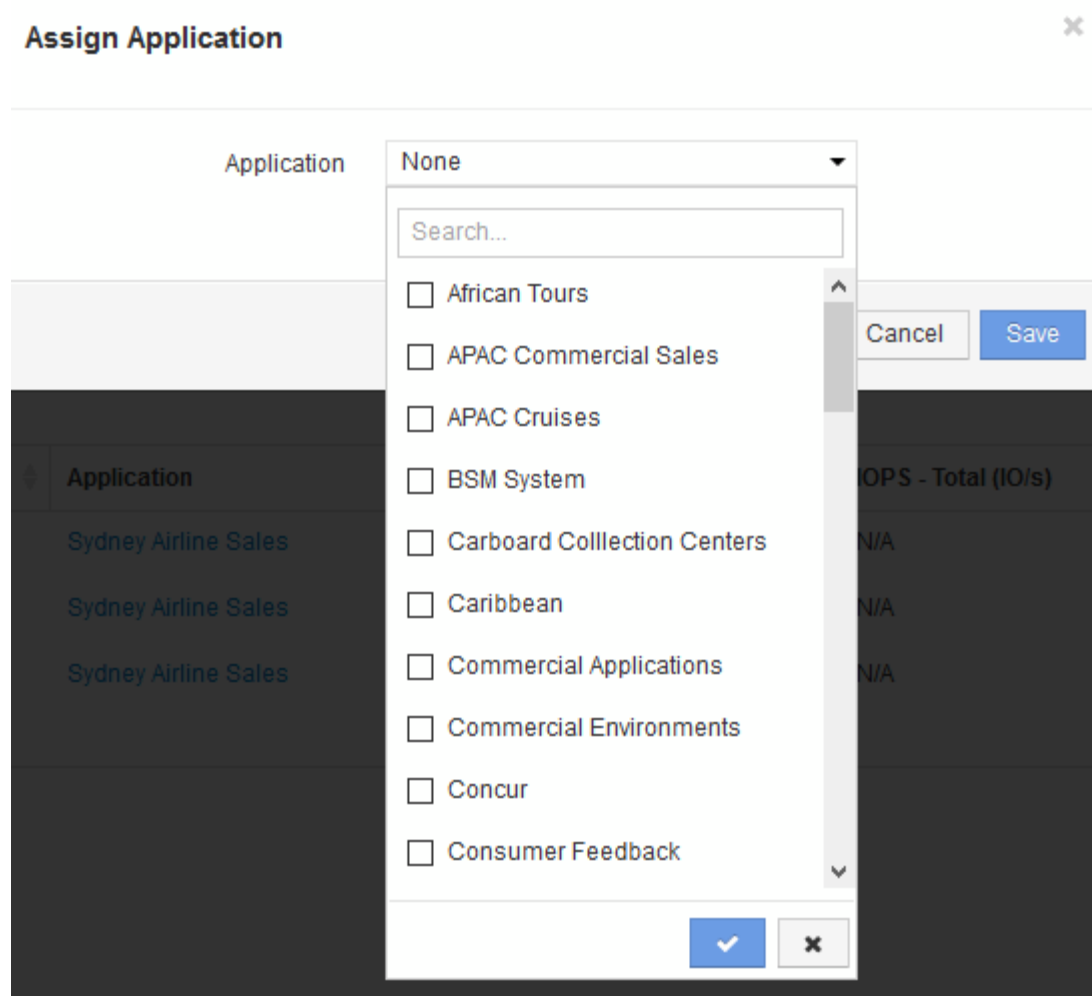 Assign Application
Application
None
Search...
African Tours
Cancel
Save
APAC Commercial Sales
APAC Cruises
BSM System
Application
IOPS - Total (IO/s)
Carboard Colllection Centers
Sydney Airline Sales
N/A
Caribbean
Sydney Airline Sales
N/A
Commercial Applications
Sydney Airline Sales
N/A
Commercial Environments
Concur
Consumer Feedback